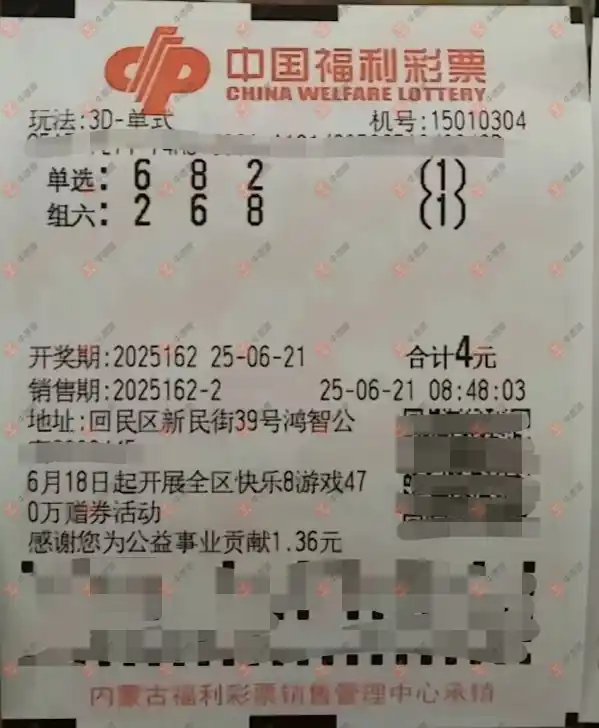 中国福利彩票
CHINA WELFARE LOTTERY
玩法:3D-单式 机号:15010304
单选: 6 8 2 (1)
组六: 2 6 8 (1)
开奖期:2025162 25-06-21 合计4元
销售期:2025162-2 25-06-21 08:48:03
地址:回民区新民街39号鸿智公
6月18日起开展全区快乐8游戏47
0万赠券活动
感谢您为公益事业贡献1.36元
内蒙古福利彩票销售管理中心承销